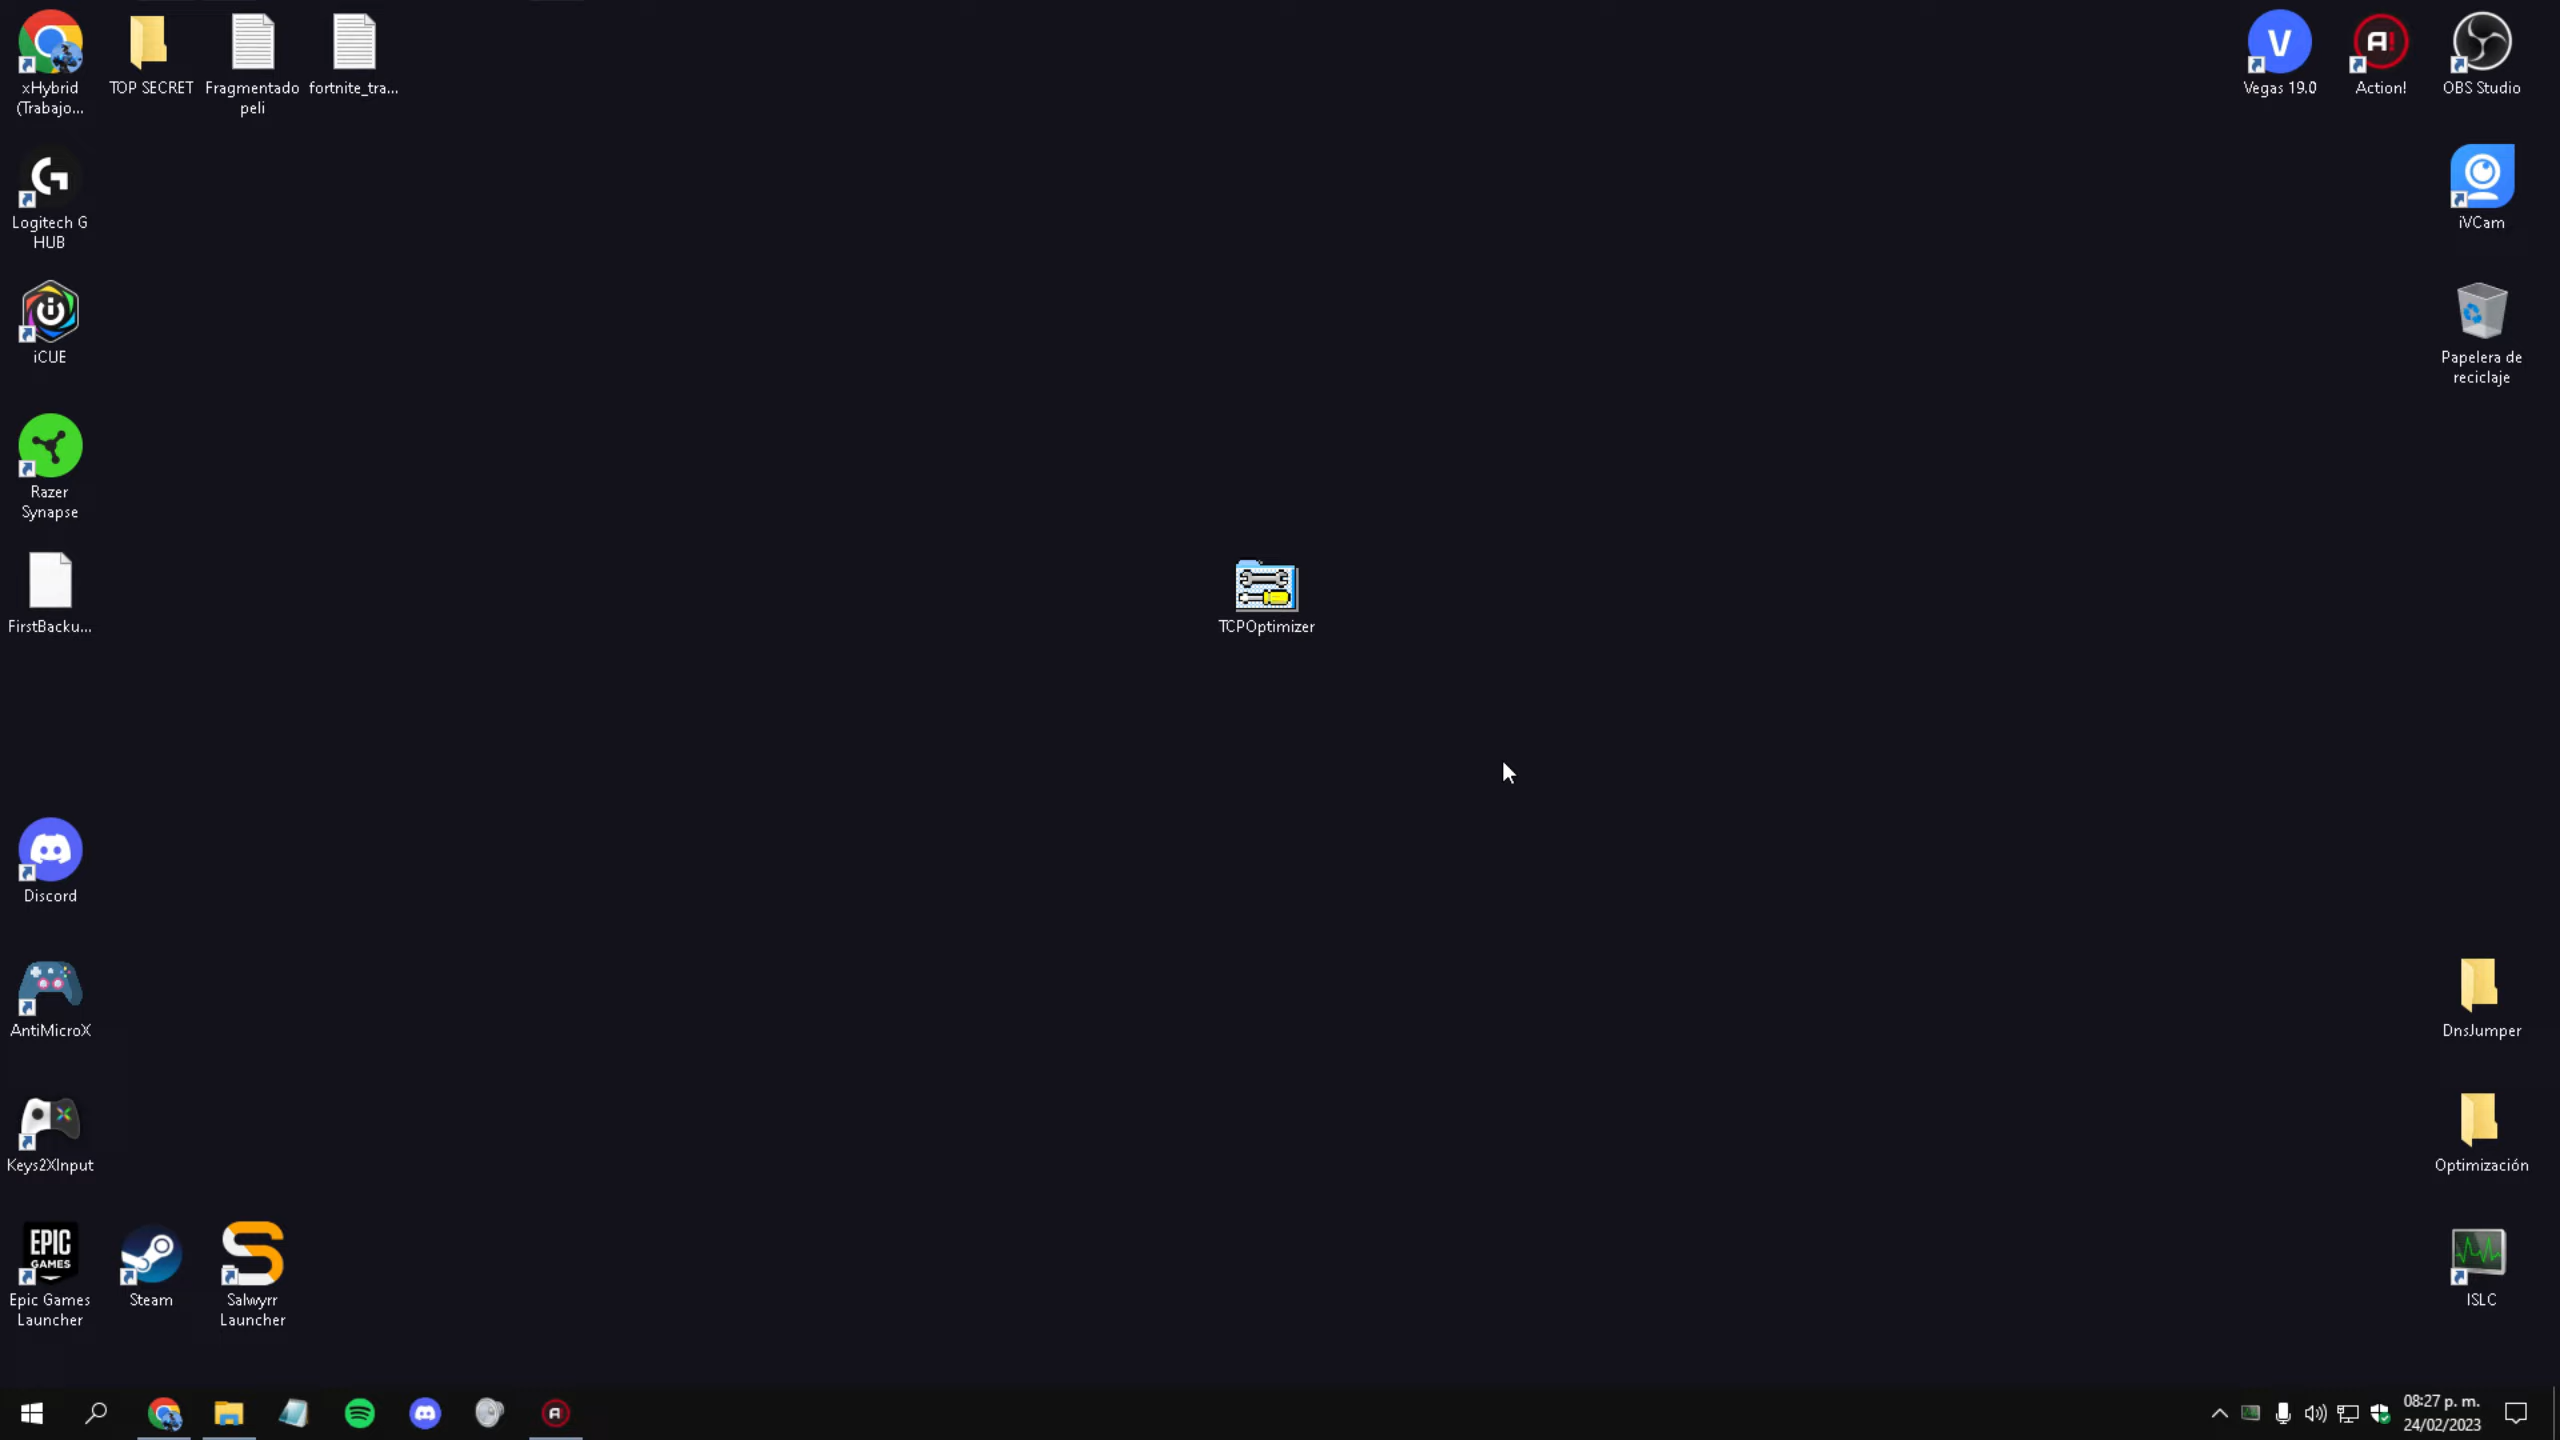 xHybrid
(Trabajo...
TOP SECRET
Fragmentado
peli
fortnite_tra...
Vegas 19.0
Action!
OBS Studio
Logitech G
HUB
iVCam
iCUE
Papelera de
reciclaje
Razer
Synapse
FirstBacku...
TCPOptimizer
Discord
AntiMicroX
DnsJumper
Keys2XInput
Optimización
EPIC
GAMES
Epic Games
Launcher
Steam
Salwyrr
Launcher
ISLC
08:27 p. m.
24/02/2023